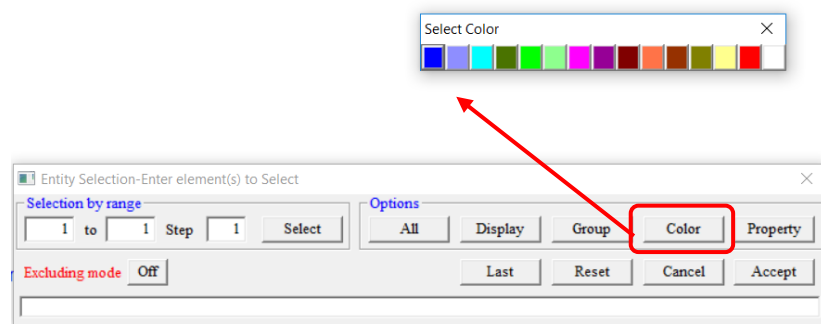 Select Color
Entity Selection-Enter element(s) to Select
Selection by range
Options
1 to 1 Step 1 Select All Display Group Color Property
Excluding mode Off Last Reset Cancel Accept